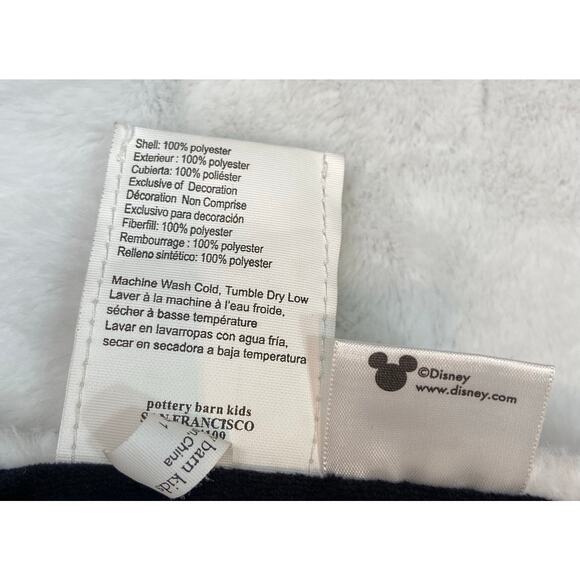 Shell: 100% polyester
Exterieur : 100% polyester
Cubierta: 100% poliéster
Exclusive of Decoration
Décoration Non Comprise
Exclusivo para decoración
Fiberfill: 100% polyester
Rembourrage : 100% polyester
Relleno sintético: 100% polyester
Machine Wash Cold, Tumble Dry Low
Laver à la machine à l'eau froide,
sécher à basse température
Lavar en lavarropas con agua fría,
secar en secadora a baja temperatura
pottery barn kids
SAN FRANCISCO
barn kids
China
©Disney
www.disney.com